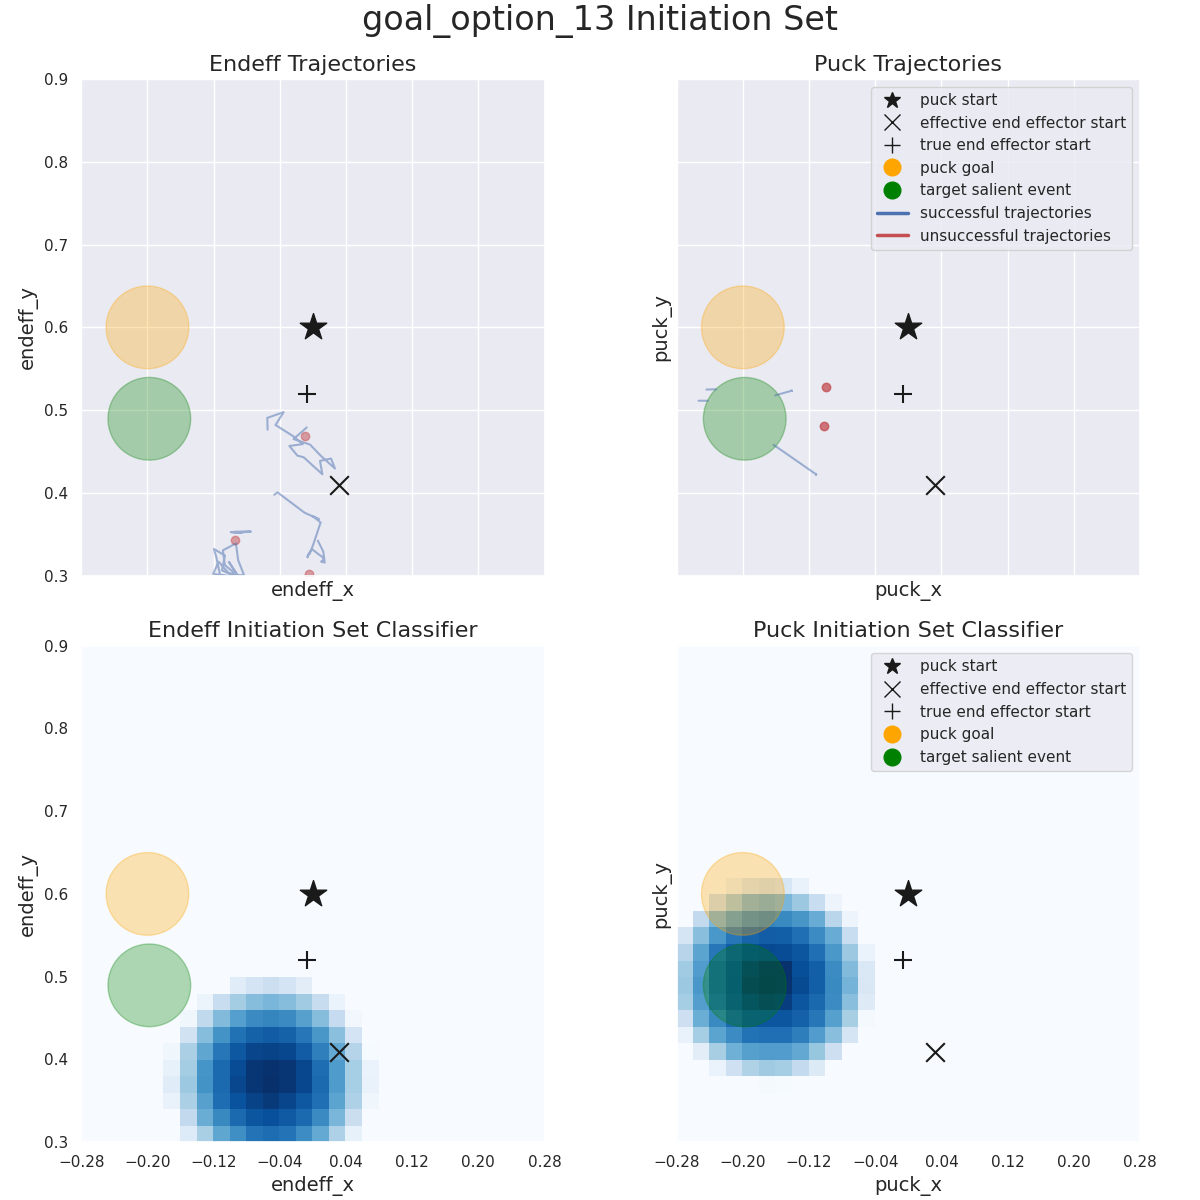 goal_option_13 Initiation Set
Endeff Trajectories
0.9
0.8
0.7
0.6
0.5
0.4
0.3
endeff_y
endeff_x
Puck Trajectories
puck start
effective end effector start
true end effector start
puck goal
target salient event
successful trajectories
unsuccessful trajectories
puck_y
puck_x
Endeff Initiation Set Classifier
0.9
0.8
0.7
0.6
0.5
0.4
0.3
endeff_y
−0.28 −0.20 −0.12 −0.04 0.04 0.12 0.20 0.28
endeff_x
Puck Initiation Set Classifier
puck start
effective end effector start
true end effector start
puck goal
target salient event
puck_y
−0.28 −0.20 −0.12 −0.04 0.04 0.12 0.20 0.28
puck_x